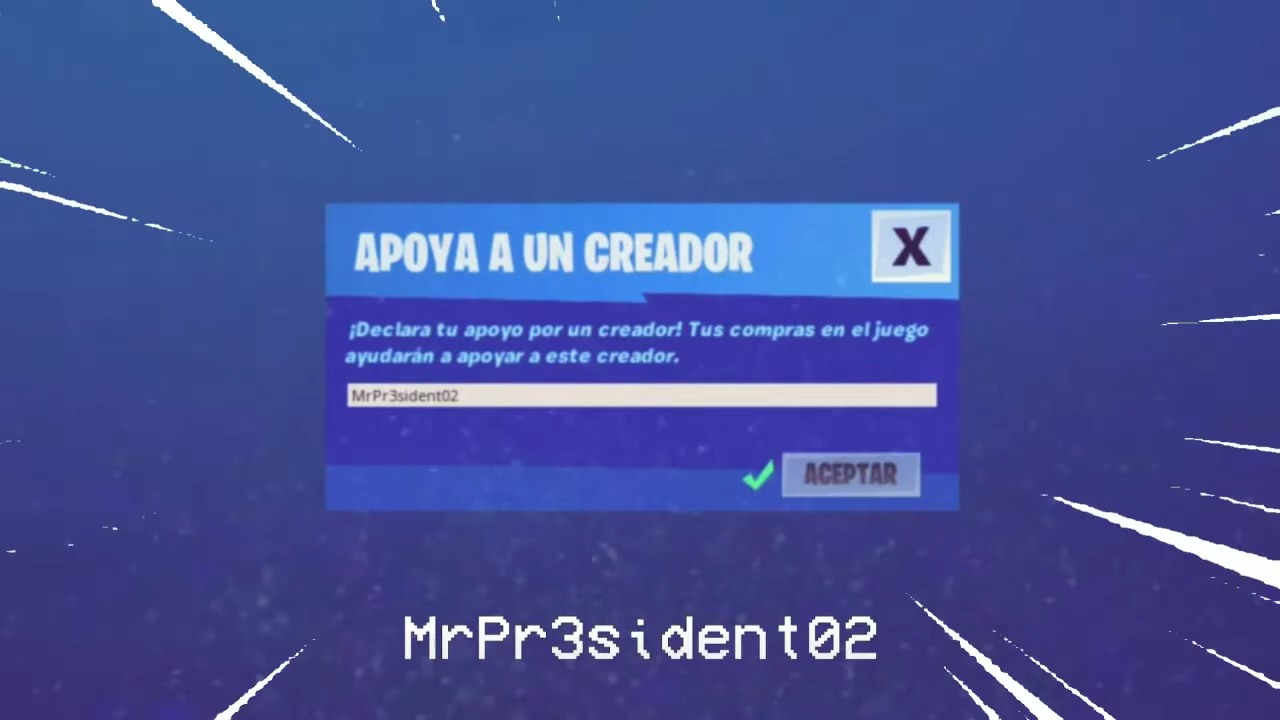 APOYA A UN CREADOR
X
¡Declara tu apoyo por un creador! Tus compras en el juego
ayudarán a apoyar a este creador.
MrPr3sident02
ACEPTAR
MrPr3sident02